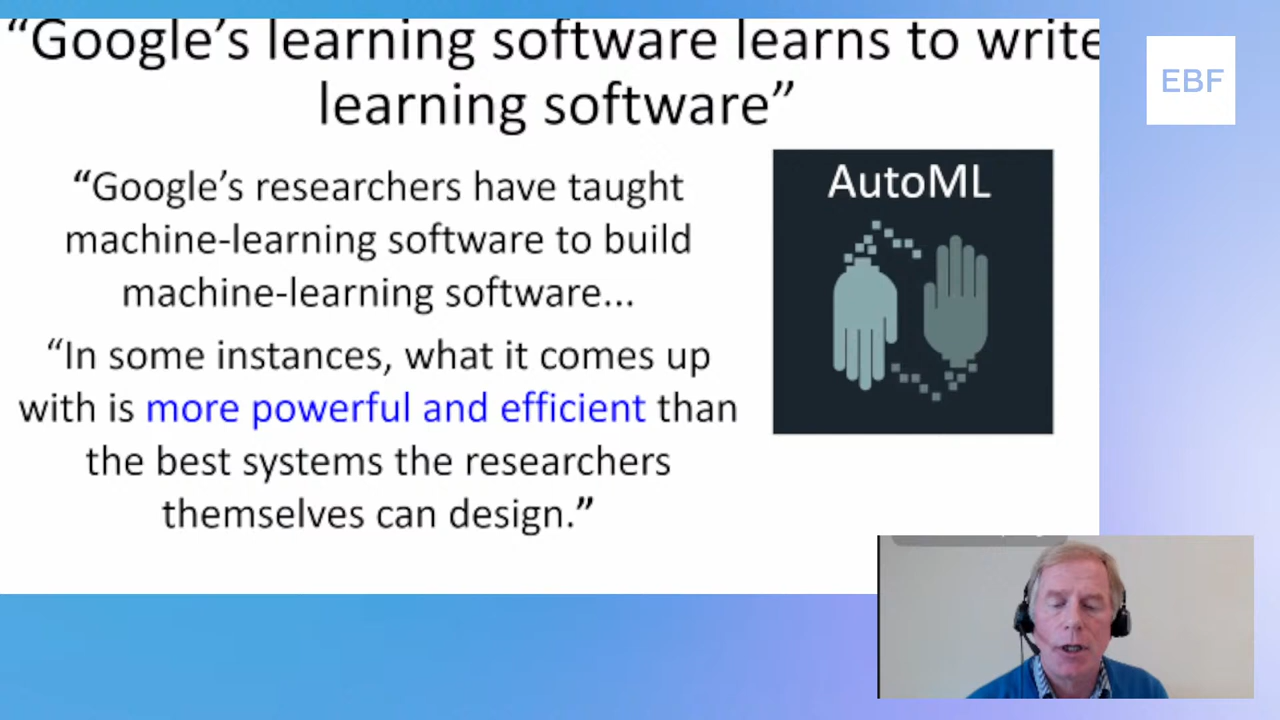 “Google’s learning software learns to write
learning software”
“Google’s researchers have taught
machine-learning software to build
machine-learning software...
“In some instances, what it comes up
with is more powerful and efficient than
the best systems the researchers
themselves can design.”
AutoML
EBF